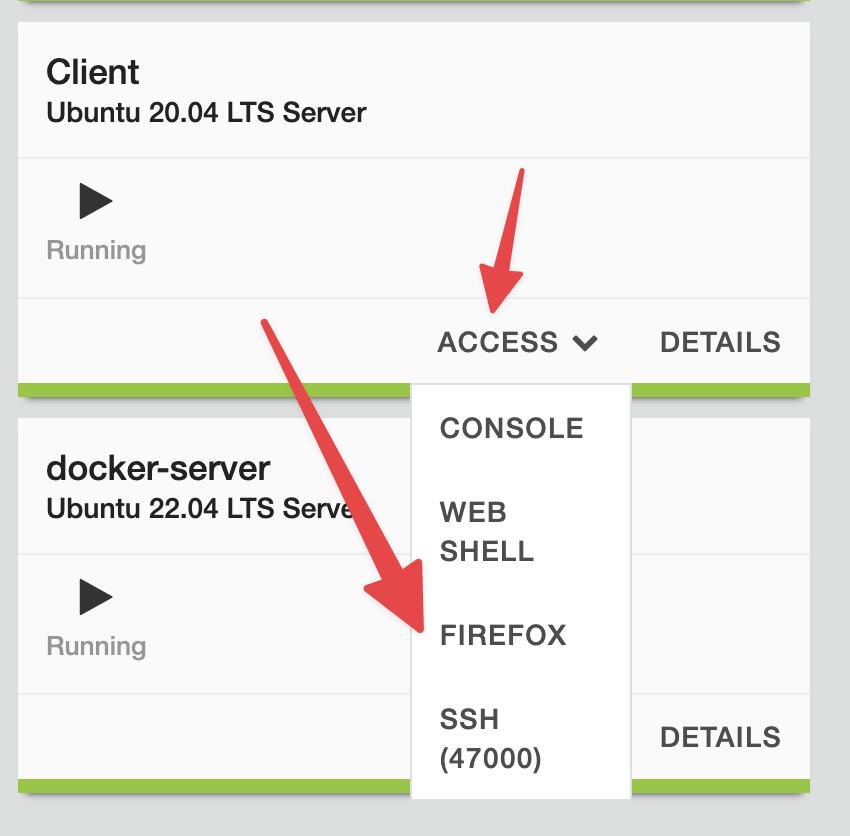 Client
Ubuntu 20.04 LTS Server
Running
ACCESS DETAILS
CONSOLE
WEB
SHELL
FIREFOX
SSH
(47000)
docker-server
Ubuntu 22.04 LTS Serve
Running
DETAILS